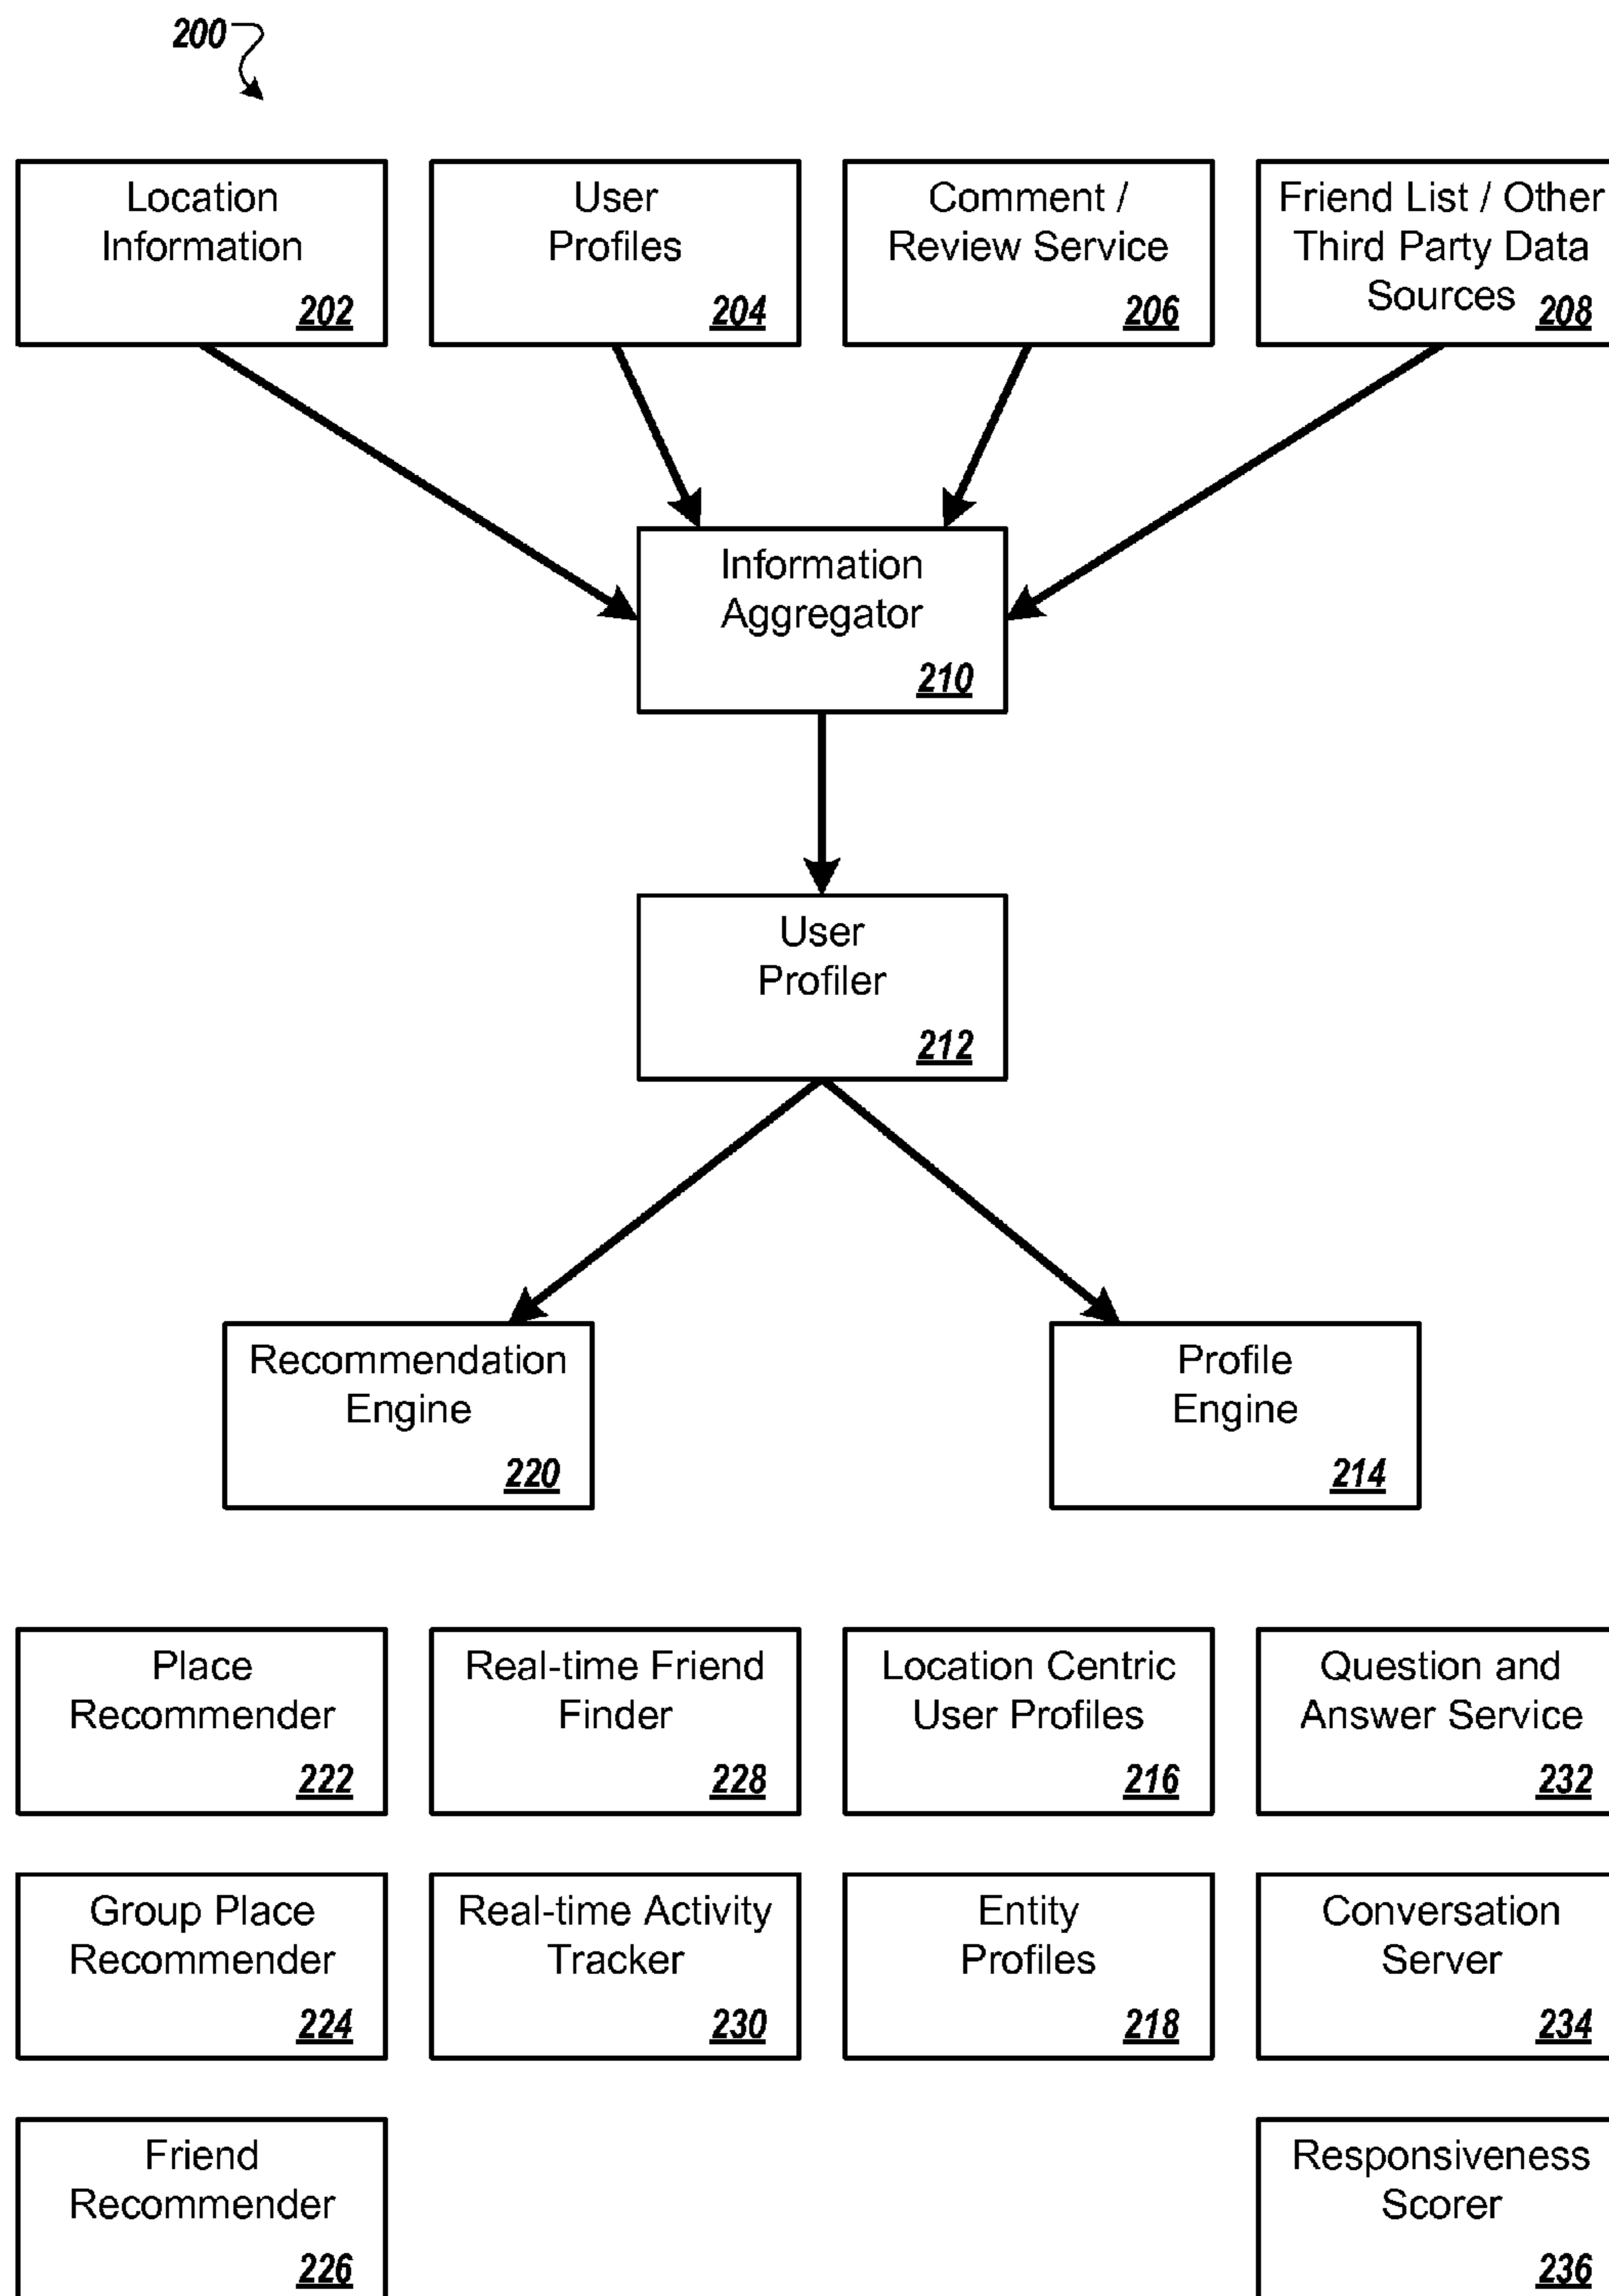 200
Location
Information
202
User
Profiles
204
Comment /
Review Service
206
Friend List / Other
Third Party Data
Sources 208
Information
Aggregator
210
User
Profiler
212
Recommendation
Engine
220
Profile
Engine
214
Place
Recommender
222
Real-time Friend
Finder
228
Location Centric
User Profiles
216
Question and
Answer Service
232
Group Place
Recommender
224
Real-time Activity
Tracker
230
Entity
Profiles
218
Conversation
Server
234
Friend
Recommender
226
Responsiveness
Scorer
236